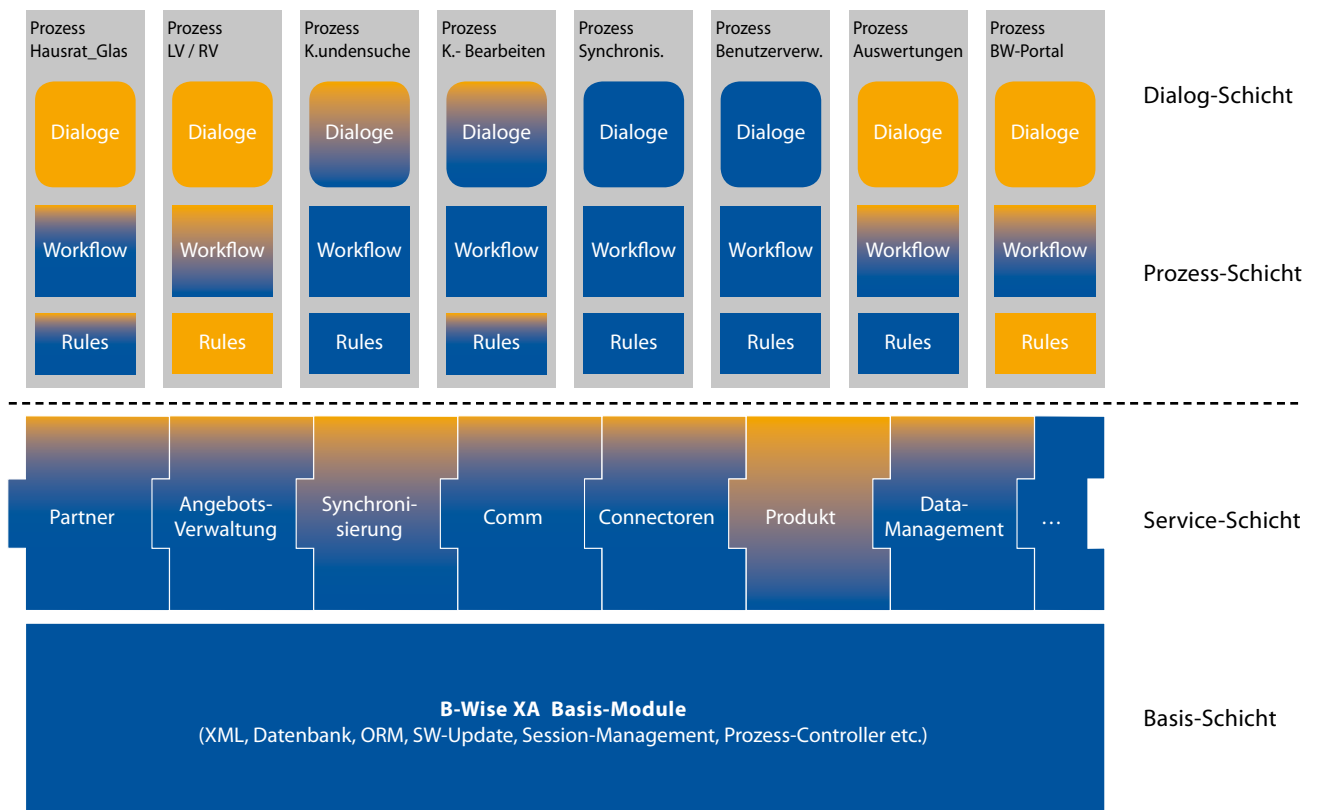 Prozess
Hausrat_Glas
Prozess
LV / RV
Prozess
K.undensuche
Prozess
K.- Bearbeiten
Prozess
Synchronis.
Prozess
Benutzerverw.
Prozess
Auswertungen
Prozess
BW-Portal
Dialoge
Dialoge
Dialoge
Dialoge
Dialoge
Dialoge
Dialoge
Dialoge
Dialog-Schicht
Workflow
Workflow
Workflow
Workflow
Workflow
Workflow
Workflow
Workflow
Prozess-Schicht
Rules
Rules
Rules
Rules
Rules
Rules
Rules
Rules
Partner
Angebots-
Verwaltung
Synchroni-
sierung
Comm
Connectoren
Produkt
Data-
Management
...
Service-Schicht
B-Wise XA Basis-Module
(XML, Datenbank, ORM, SW-Update, Session-Management, Prozess-Controller etc.)
Basis-Schicht